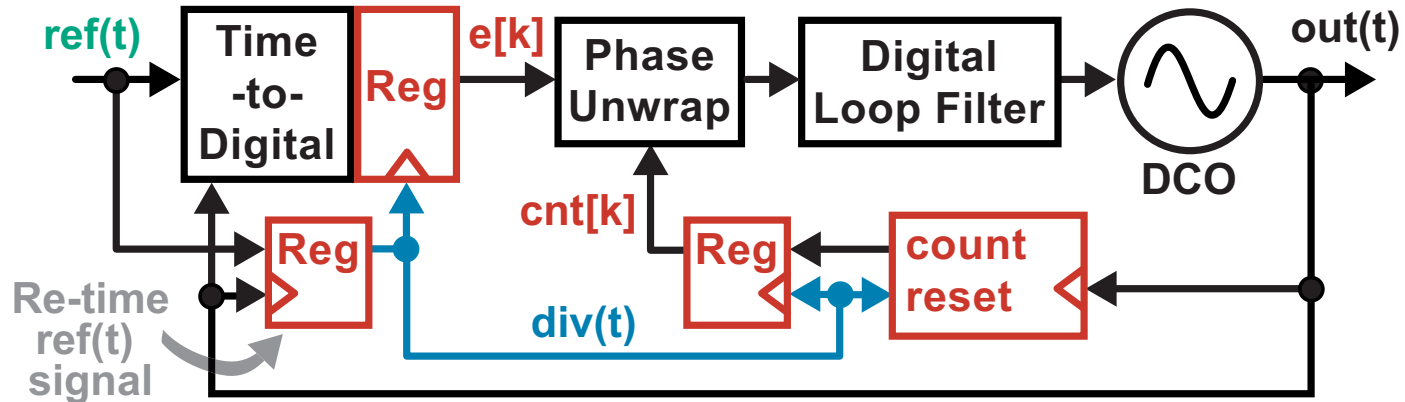 ref(t)
Time
-to-
Digital
Reg
e[k]
Phase
Unwrap
Digital
Loop Filter
DCO
out(t)
Reg
Re-time
ref(t)
signal
div(t)
cnt[k]
Reg
count
reset